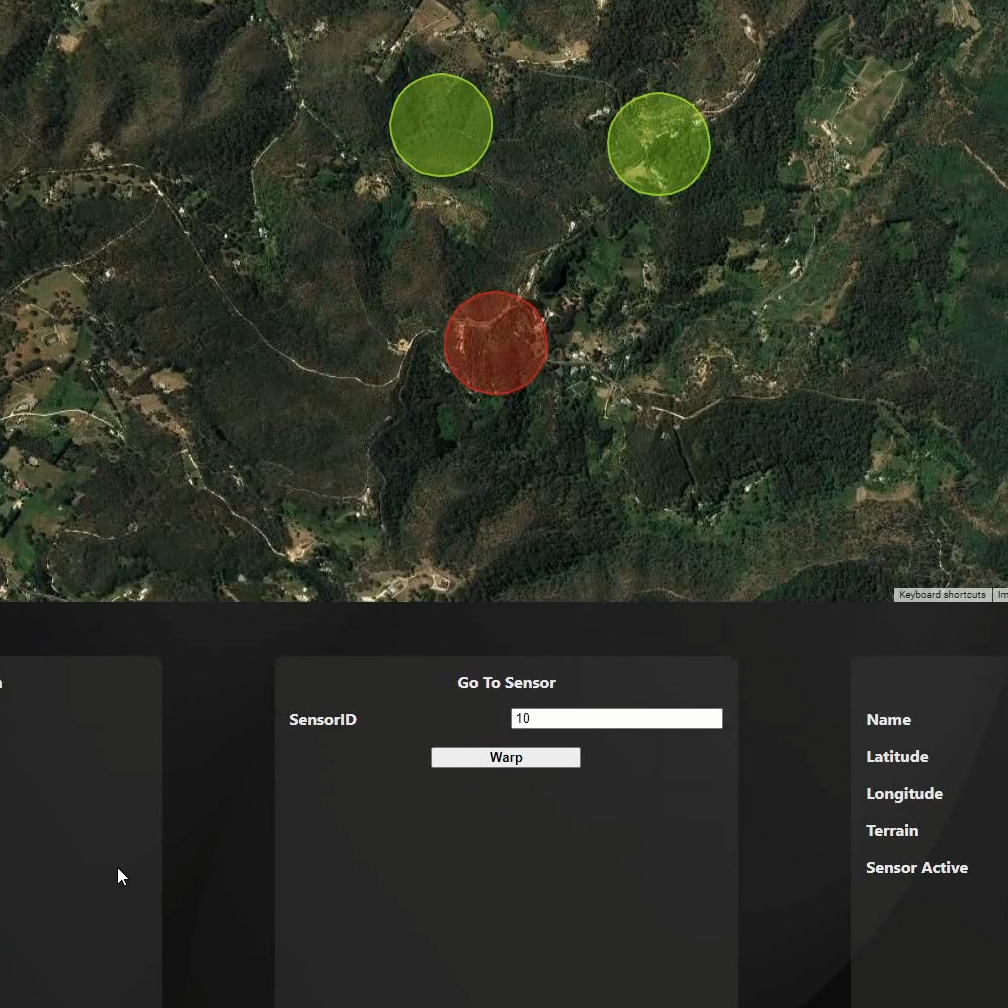 Keyboard shortcuts
Im
Go To Sensor
SensorID
10
Warp
Name
Latitude
Longitude
Terrain
Sensor Active